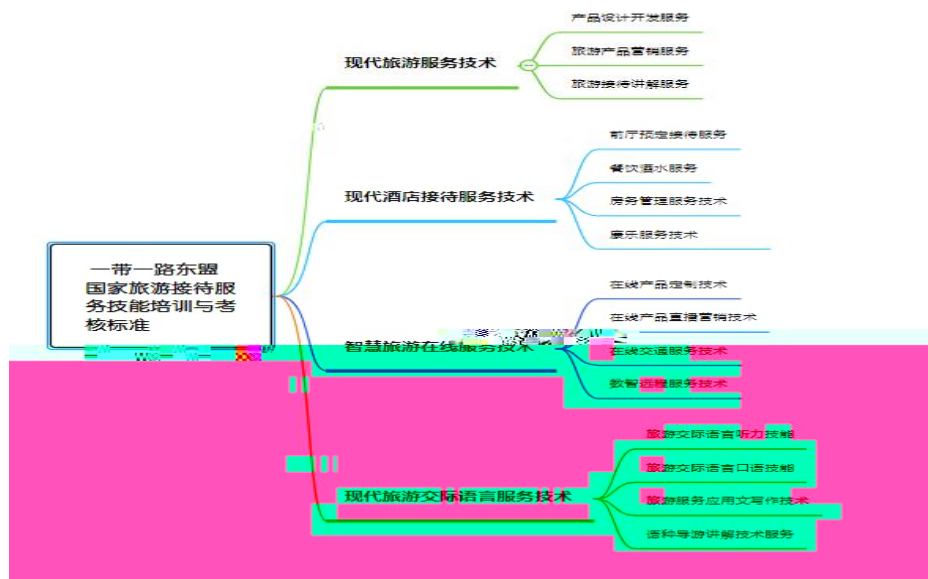 一带一路东盟
国家旅游接待服
务技能培训与考
核标准
现代旅游服务技术
产品设计开发服务
旅游产品营销服务
旅游接待讲解服务
现代酒店接待服务技术
前厅预定接待服务
餐饮酒水服务
房务管理服务技术
康乐服务技术
智慧旅游在线服务技术
在线产品定制技术
在线产品直播营销技术
在线交通服务技术
数智远程服务技术
现代旅游交际语言服务技术
旅游交际语言听力技能
旅游交际语言口语技能
旅游服务应用文写作技术
语种导游讲解技术服务